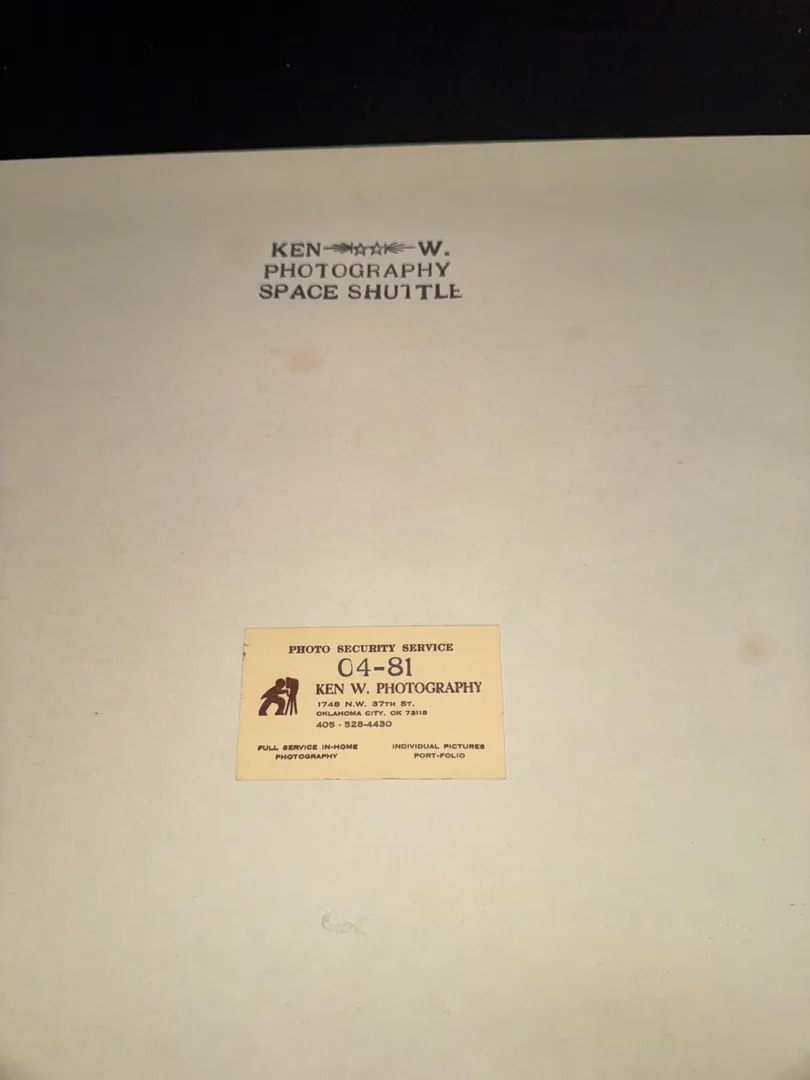 KEN W.
PHOTOGRAPHY
SPACE SHUTTLE
PHOTO SECURITY SERVICE
04-81
KEN W. PHOTOGRAPHY
1748 N.W. 37TH ST.
OKLAHOMA CITY, OK 73118
405 - 528-4430
FULL SERVICE IN-HOME
PHOTOGRAPHY
INDIVIDUAL PICTURES
PORT-FOLIO